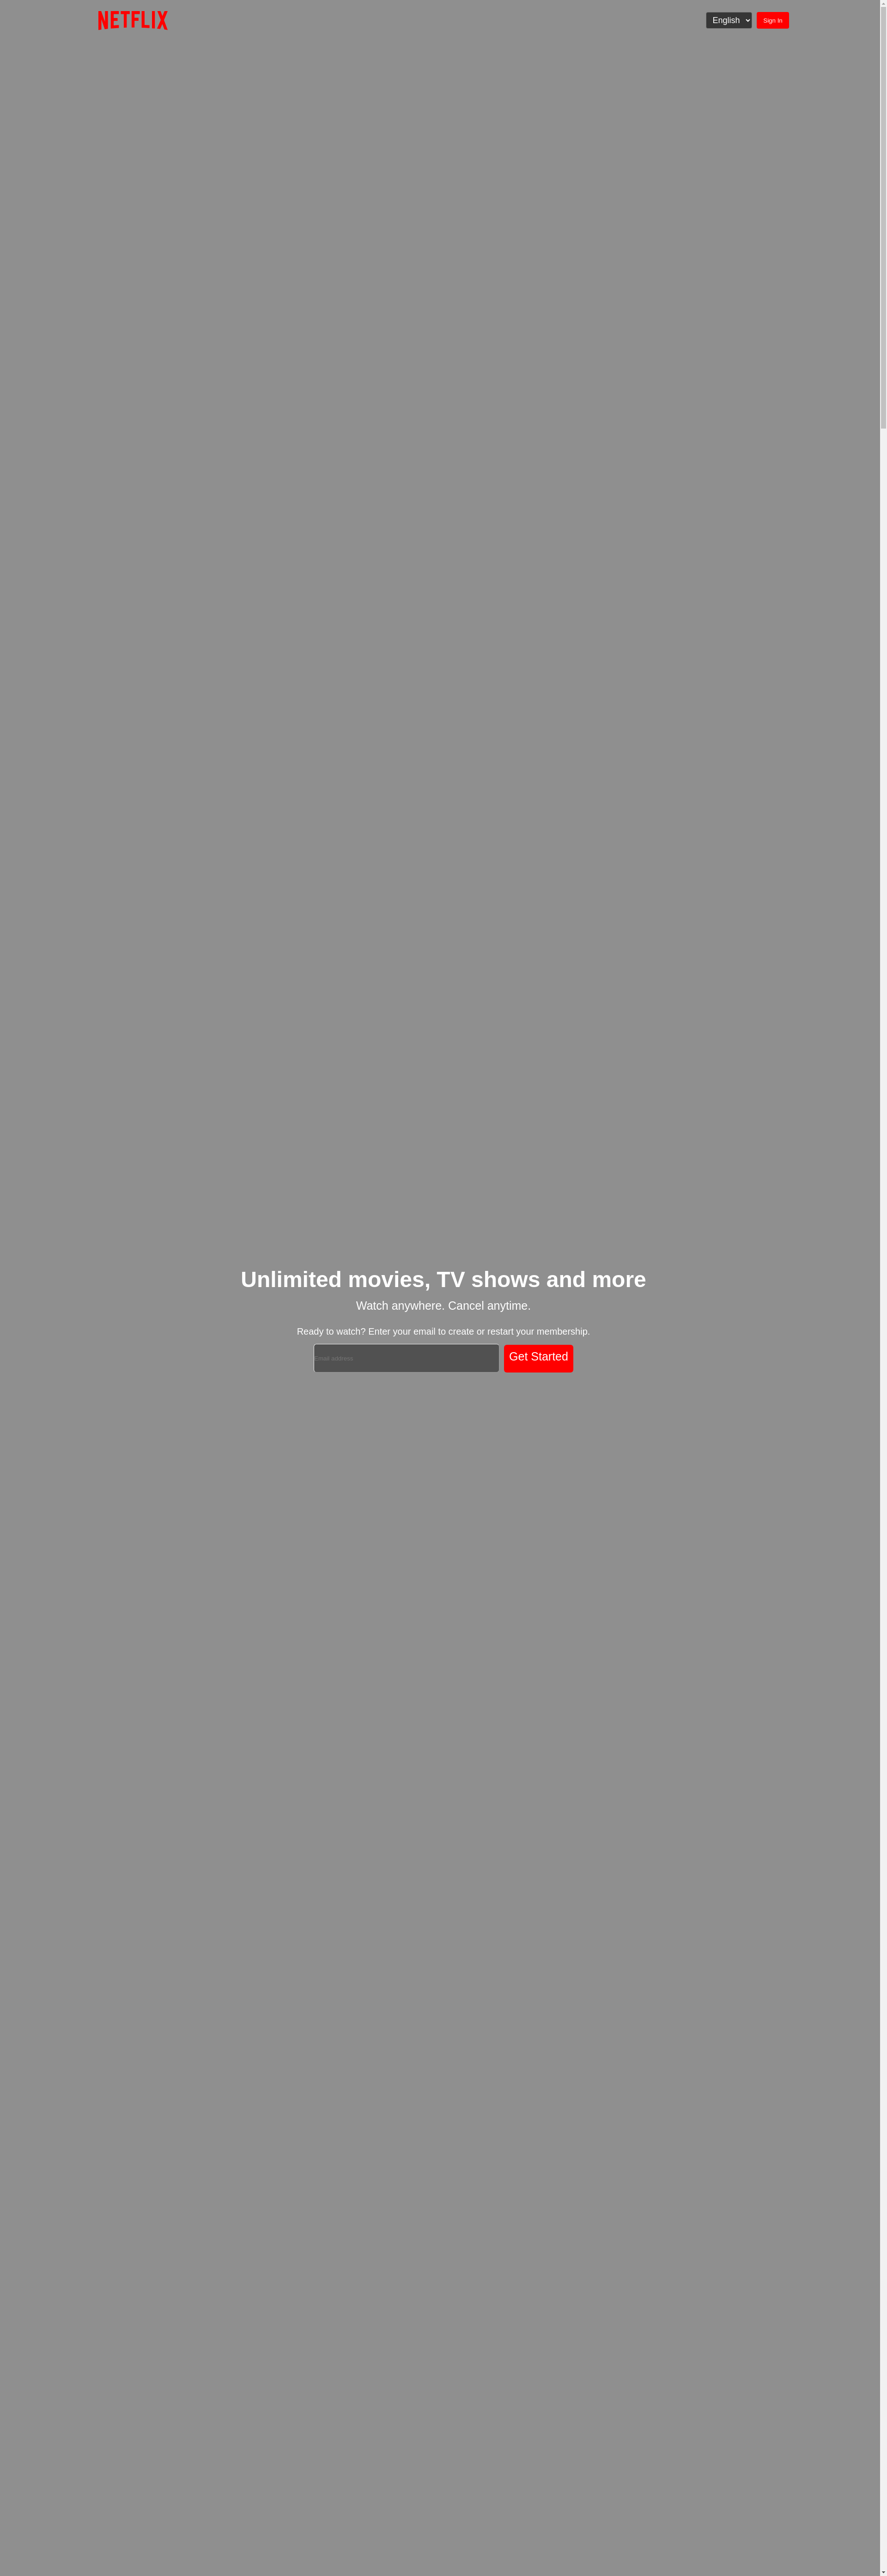 NETFLIX
English
Sign In
Unlimited movies, TV shows and more
Watch anywhere. Cancel anytime.
Ready to watch? Enter your email to create or restart your membership.
Email address
Get Started